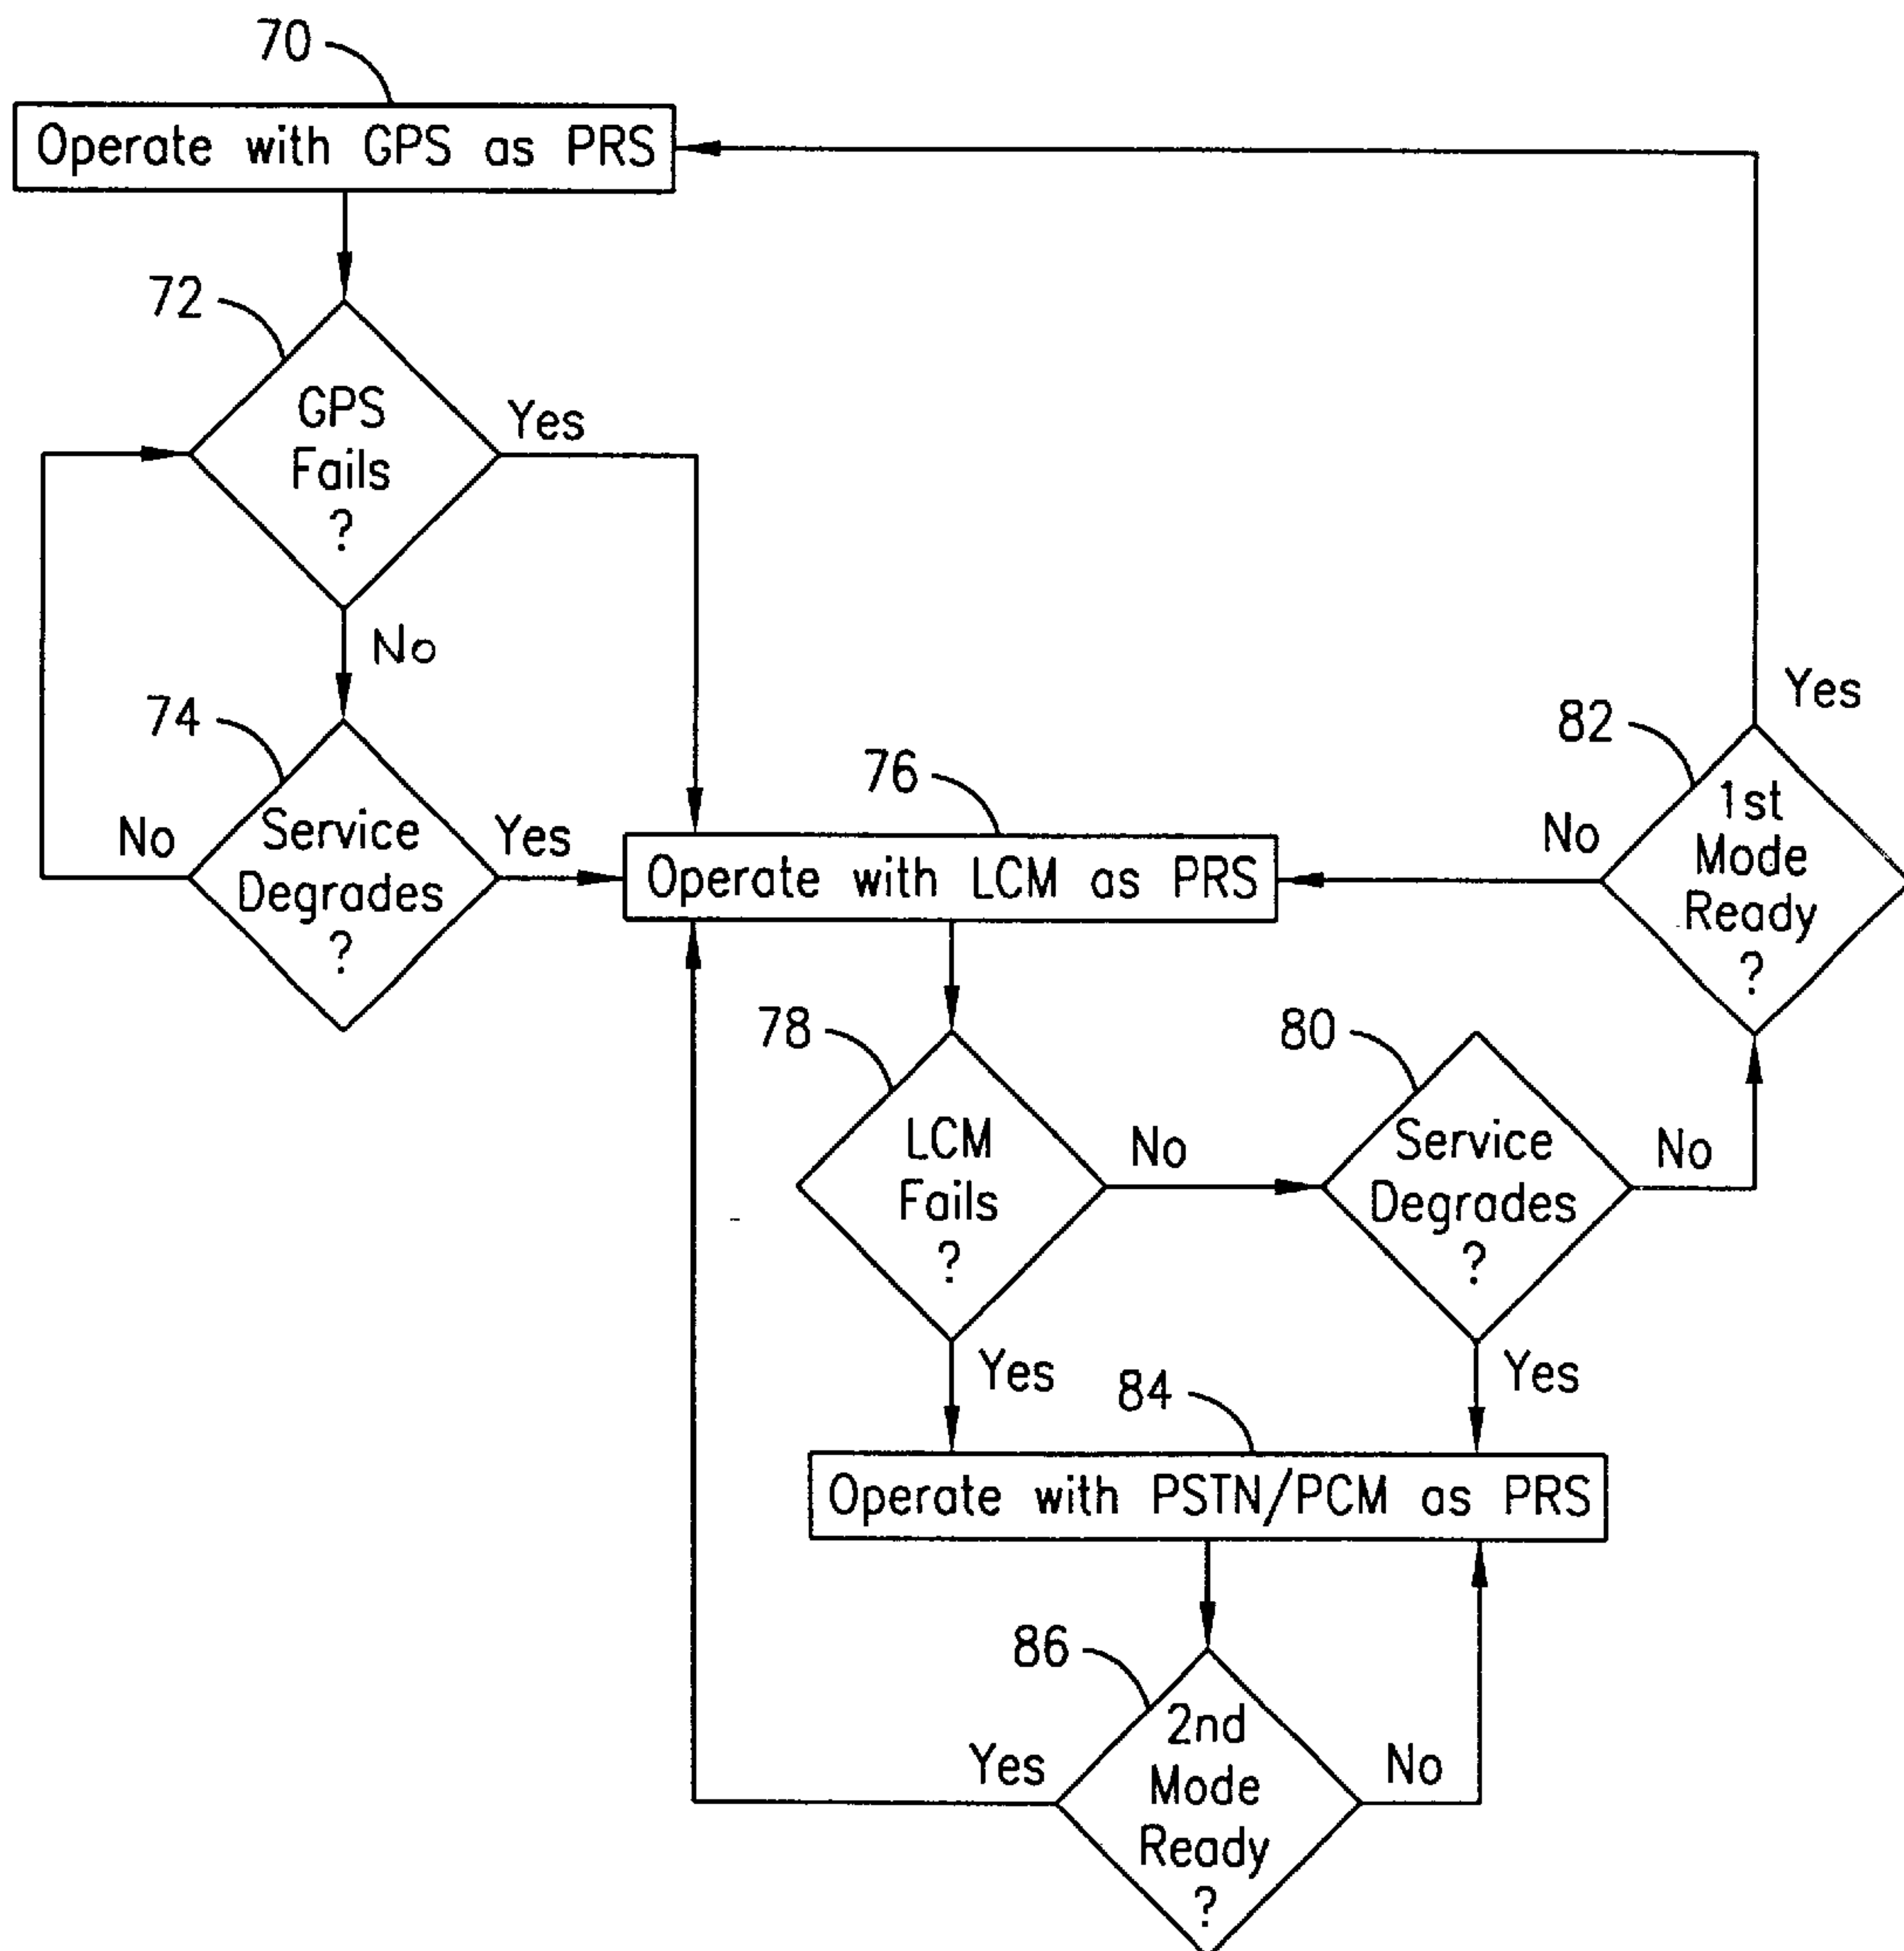 70
Operate with GPS as PRS
72
GPS
Fails
?
Yes
No
74
Service
Degrades
?
No
Yes
76
Operate with LCM as PRS
82
1st
Mode
Ready
?
Yes
No
78
LCM
Fails
?
No
Yes
80
Service
Degrades
?
No
Yes
84
Operate with PSTN/PCM as PRS
86
2nd
Mode
Ready
?
Yes
No